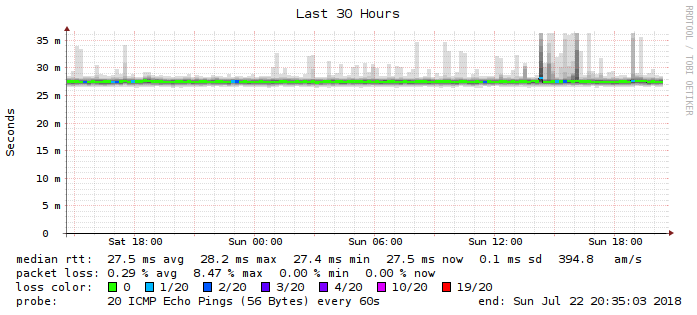 Last 30 Hours
RRDTOOL / TOBI OETIKER
Seconds
35 m
30 m
25 m
20 m
15 m
10 m
5 m
0
Sat 18:00 Sun 00:00 Sun 06:00 Sun 12:00 Sun 18:00
median rtt: 27.5 ms avg 28.2 ms max 27.4 ms min 27.5 ms now 0.1 ms sd 394.8 am/s
packet loss: 0.29 % avg 8.47 % max 0.00 % min 0.00 % now
loss color: 0 1/20 2/20 3/20 4/20 10/20 19/20
probe: 20 ICMP Echo Pings (56 Bytes) every 60s end: Sun Jul 22 20:35:03 2018